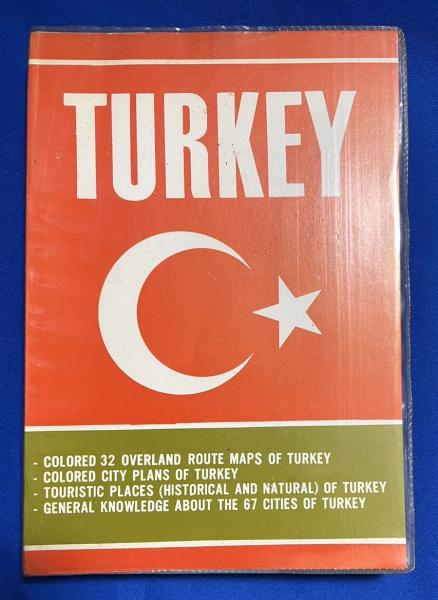 TURKEY
- COLORED 32 OVERLAND ROUTE MAPS OF TURKEY
- COLORED CITY PLANS OF TURKEY
- TOURISTIC PLACES (HISTORICAL AND NATURAL) OF TURKEY
- GENERAL KNOWLEDGE ABOUT THE 67 CITIES OF TURKEY